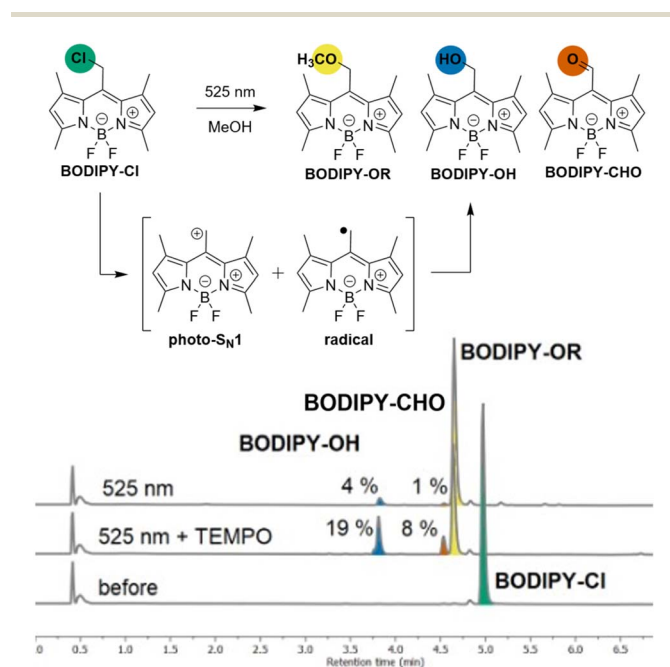 Cl
525 nm
MeOH
H₃CO
HO
O
N
⊖
B
⊕
N
F
F
N
⊖
B
⊕
N
F
F
N
⊖
B
⊕
N
F
F
N
⊖
B
⊕
N
F
F
BODIPY-Cl
BODIPY-OR
BODIPY-OH
BODIPY-CHO
⊕
+
•
N
⊖
B
⊕
N
F
F
N
⊖
B
⊕
N
F
F
photo-SN1
radical
BODIPY-OR
BODIPY-CHO
BODIPY-OH
525 nm
4 %
1 %
525 nm + TEMPO
19 %
8 %
before
BODIPY-Cl
0 0.5 1.0 1.5 2.0 2.5 3.0 3.5 4.0 4.5 5.0 5.5 6.0 6.5
Retention time (min)